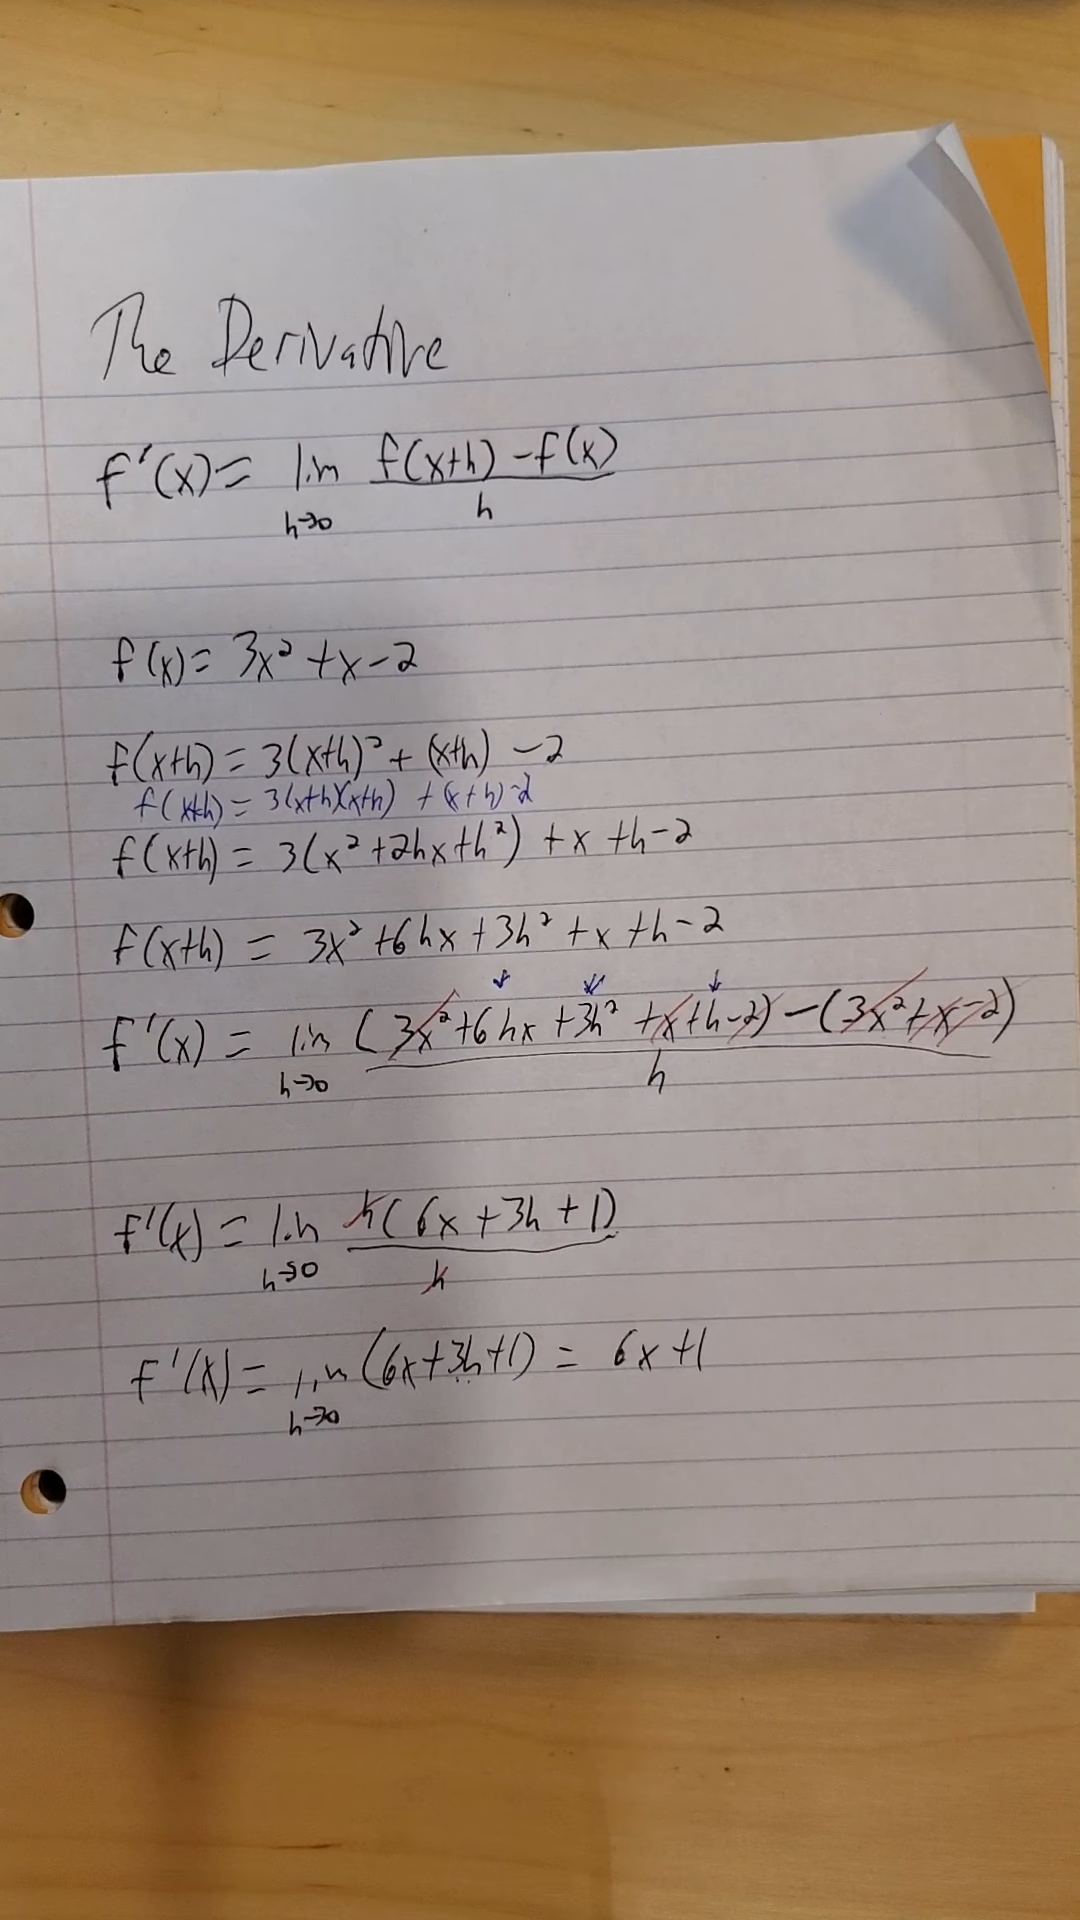 The Derivative
f'(x) = lim h→0 (f(x+h) - f(x))/h
f(x) = 3x² + x - 2
f(x+h) = 3(x+h)² + (x+h) - 2
f(x+h) = 3(x+h)(x+h) + (x+h) - 2
f(x+h) = 3(x² + 2hx + h²) + x + h - 2
f(x+h) = 3x² + 6hx + 3h² + x + h - 2
f'(x) = lim h→0 ((3x² + 6hx + 3h² + x + h - 2) - (3x² + x - 2))/h
f'(x) = lim h→0 h(6x + 3h + 1)/h
f'(x) = lim h→0 (6x + 3h + 1) = 6x + 1